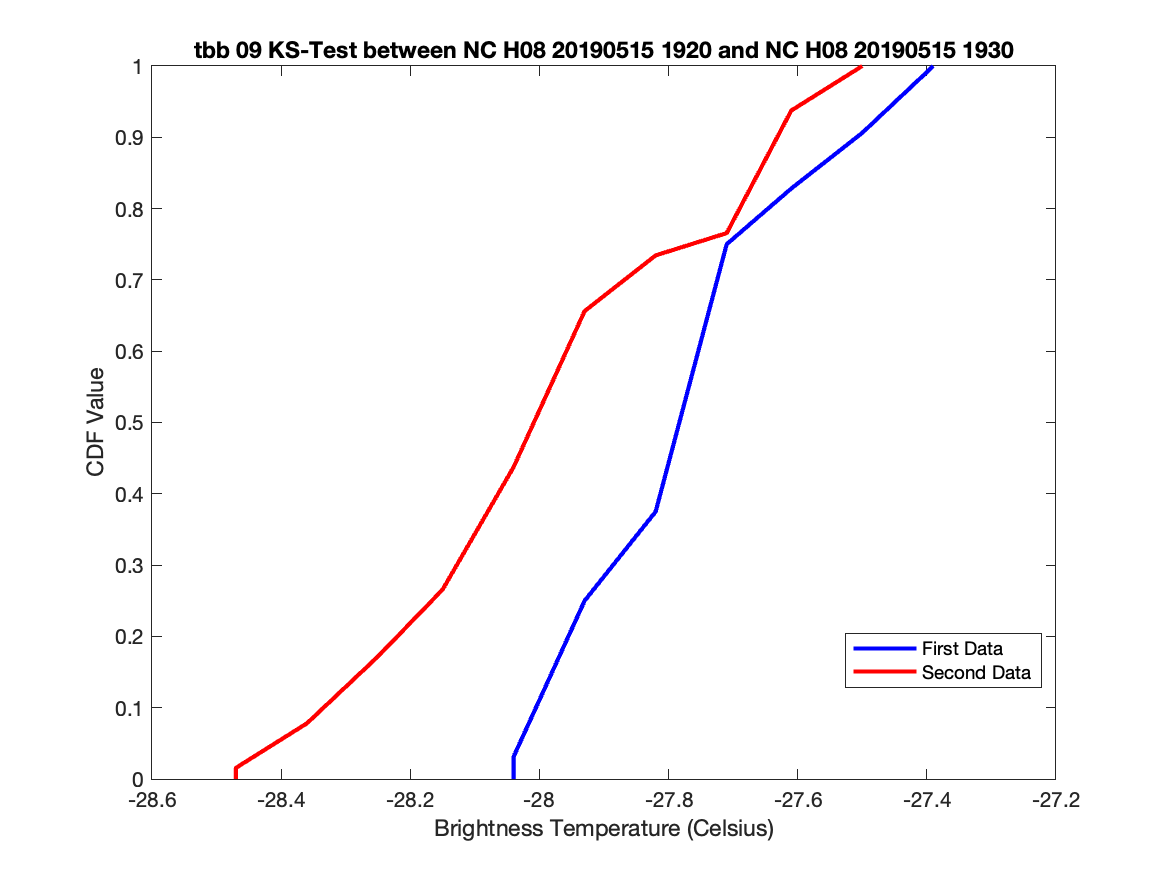 tbb 09 KS-Test between NC H08 20190515 1920 and NC H08 20190515 1930
1
0.9
0.8
0.7
0.6
0.5
0.4
0.3
0.2
0.1
0
CDF Value
First Data
Second Data
-28.6 -28.4 -28.2 -28 -27.8 -27.6 -27.4 -27.2
Brightness Temperature (Celsius)